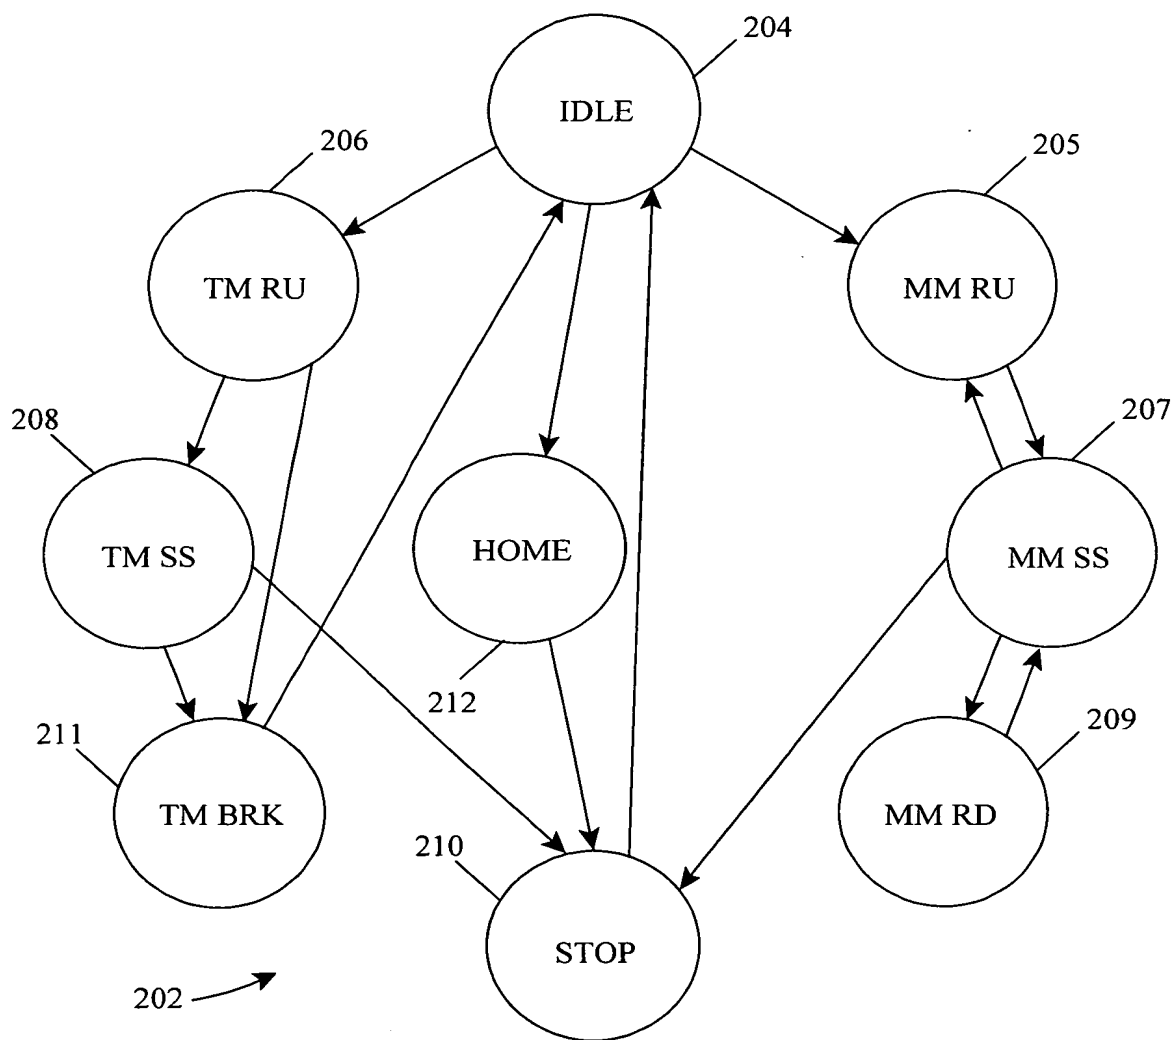 204
IDLE
206
205
TM RU
MM RU
208
207
TM SS
HOME
MM SS
212
211
209
TM BRK
MM RD
210
STOP
202